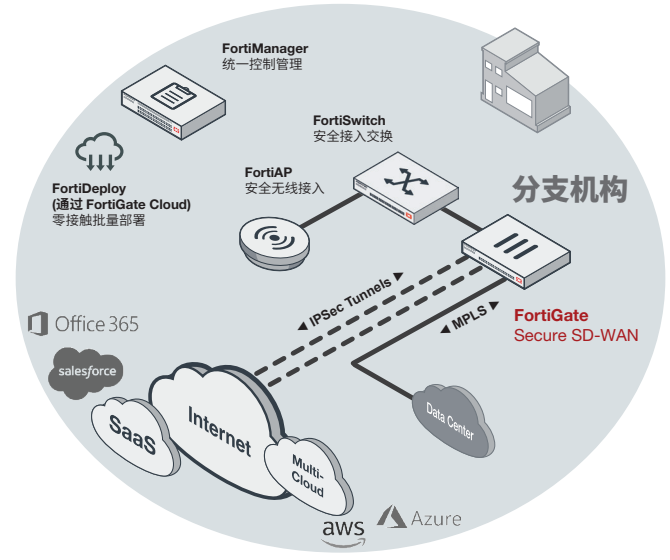 FortiManager
统一控制管理
FortiSwitch
安全接入交换
FortiDeploy
(通过 FortiGate Cloud)
零接触批量部署
FortiAP
安全无线接入
分支机构
◀ IPSec Tunnels ▶
◀ MPLS ▶
FortiGate
Secure SD-WAN
Office 365
salesforce
SaaS
Internet
Multi-
Cloud
Data Center
aws
Azure